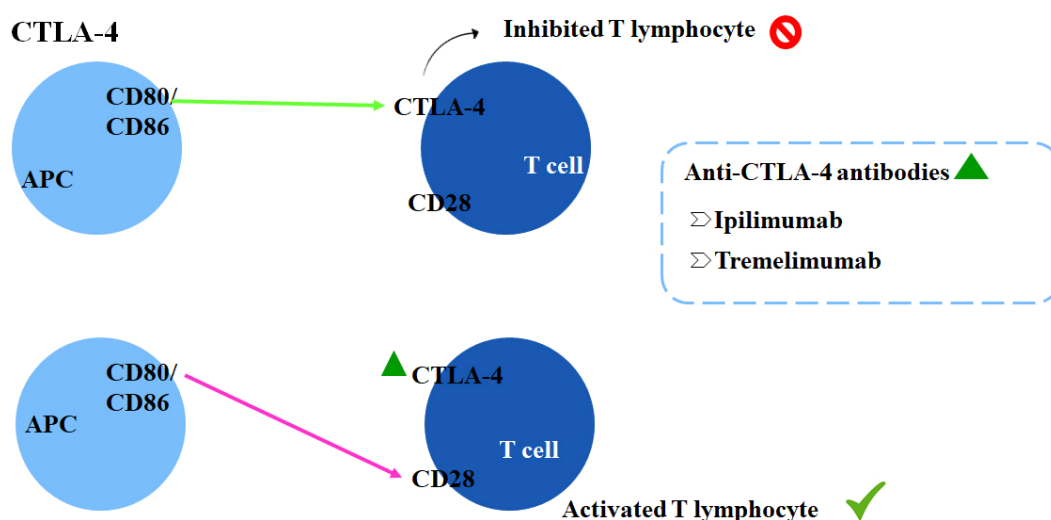 CTLA-4
Inhibited T lymphocyte
CD80/
CD86
APC
CTLA-4
T cell
CD28
Anti-CTLA-4 antibodies
Ipilimumab
Tremelimumab
CD80/
CD86
APC
CTLA-4
T cell
CD28
Activated T lymphocyte